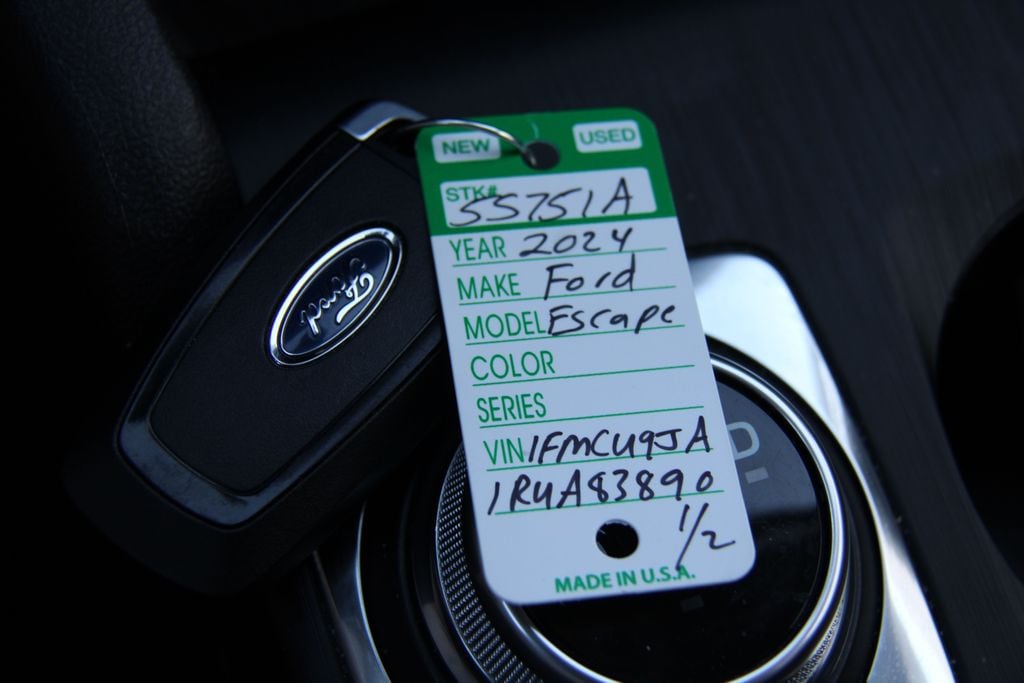 NEW USED
STK# 55751A
YEAR 2024
MAKE Ford
MODEL Escape
COLOR
SERIES
VIN 1FMCU9JA
1RUA83890
1/2
MADE IN U.S.A.
Ford
D